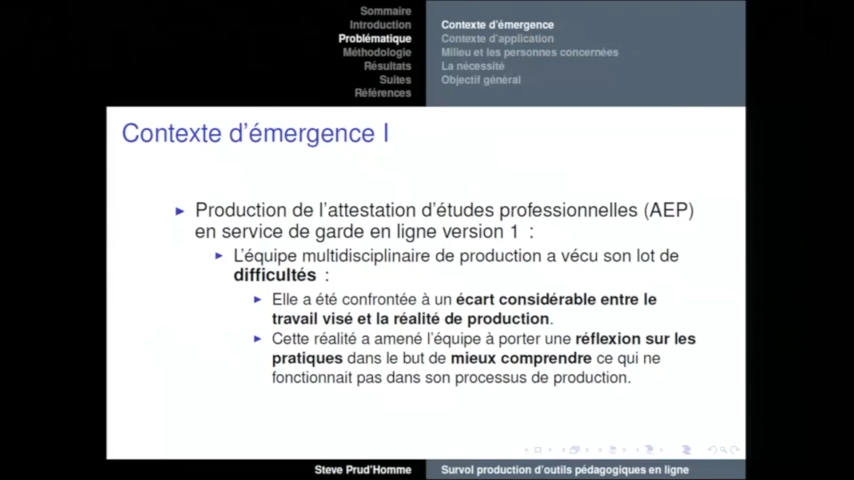 Sommaire
Introduction
Problématique
Méthodologie
Résultats
Suites
Références
Contexte d'émergence
Contexte d'application
Milieu et les personnes concernées
La nécessité
Objectif général
Contexte d'émergence I
Production de l'attestation d'études professionnelles (AEP)
en service de garde en ligne version 1 :
L'équipe multidisciplinaire de production a vécu son lot de
difficultés :
Elle a été confrontée à un écart considérable entre le
travail visé et la réalité de production.
Cette réalité a amené l'équipe à porter une réflexion sur les
pratiques dans le but de mieux comprendre ce qui ne
fonctionnait pas dans son processus de production.
Steve Prud'Homme
Survol production d'outils pédagogiques en ligne